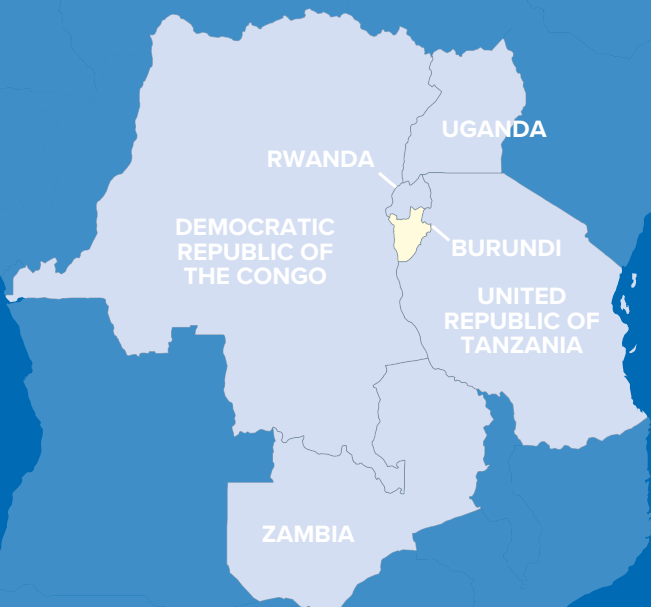 UGANDA
RWANDA
DEMOCRATIC
REPUBLIC OF
THE CONGO
BURUNDI
UNITED
REPUBLIC OF
TANZANIA
ZAMBIA